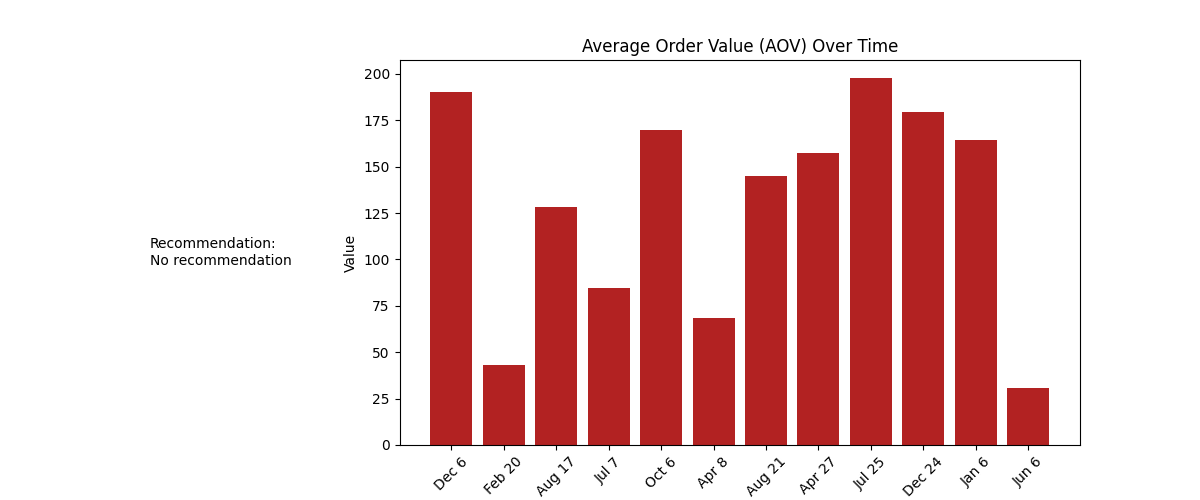 Average Order Value (AOV) Over Time
200
175
150
125
100
75
50
25
0
Value
Recommendation:
No recommendation
Dec 6
Feb 20
Aug 17
Jul 7
Oct 6
Apr 8
Aug 21
Apr 27
Jul 25
Dec 24
Jan 6
Jun 6